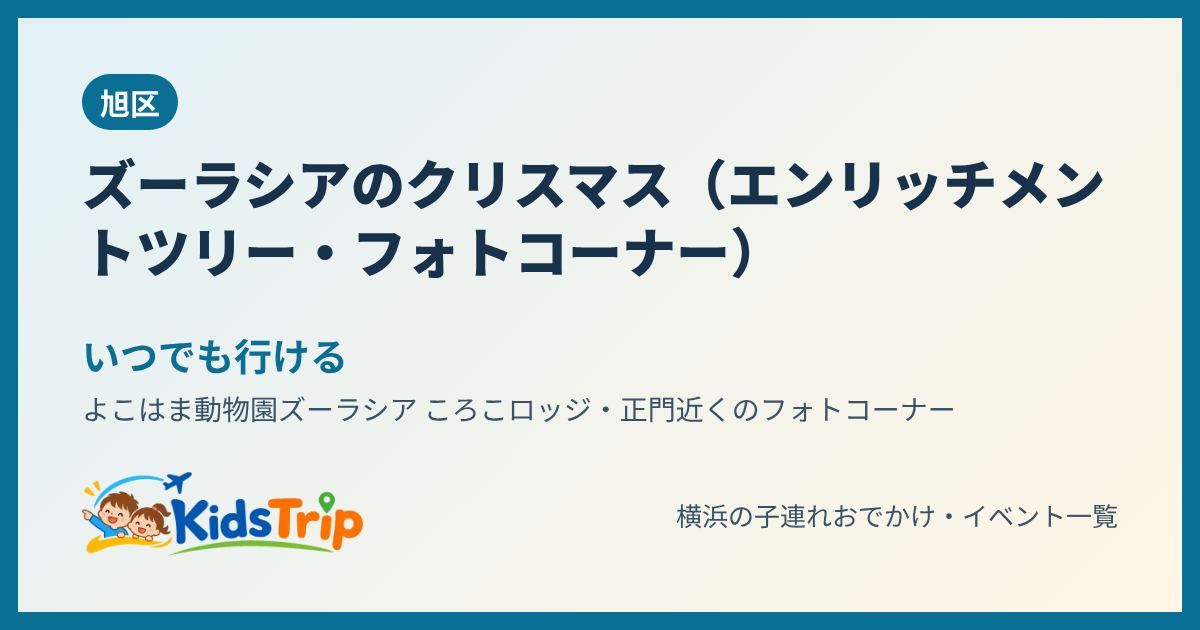 旭区
ズーラシアのクリスマス（エンリッチメン
トツリー・フォトコーナー）
いつでも行ける
よこはま動物園ズーラシア ころこロッジ・正門近くのフォトコーナー
KidsTrip
横浜の子連れおでかけ・イベント一覧